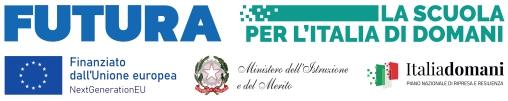 FUTURA
LA SCUOLA
PER L'ITALIA DI DOMANI
Finanziato
dall'Unione europea
NextGenerationEU
Ministero dell'Istruzione
e del Merito
Italiadomani
PIANO NAZIONALE DI RIPRESA E RESILIENZA